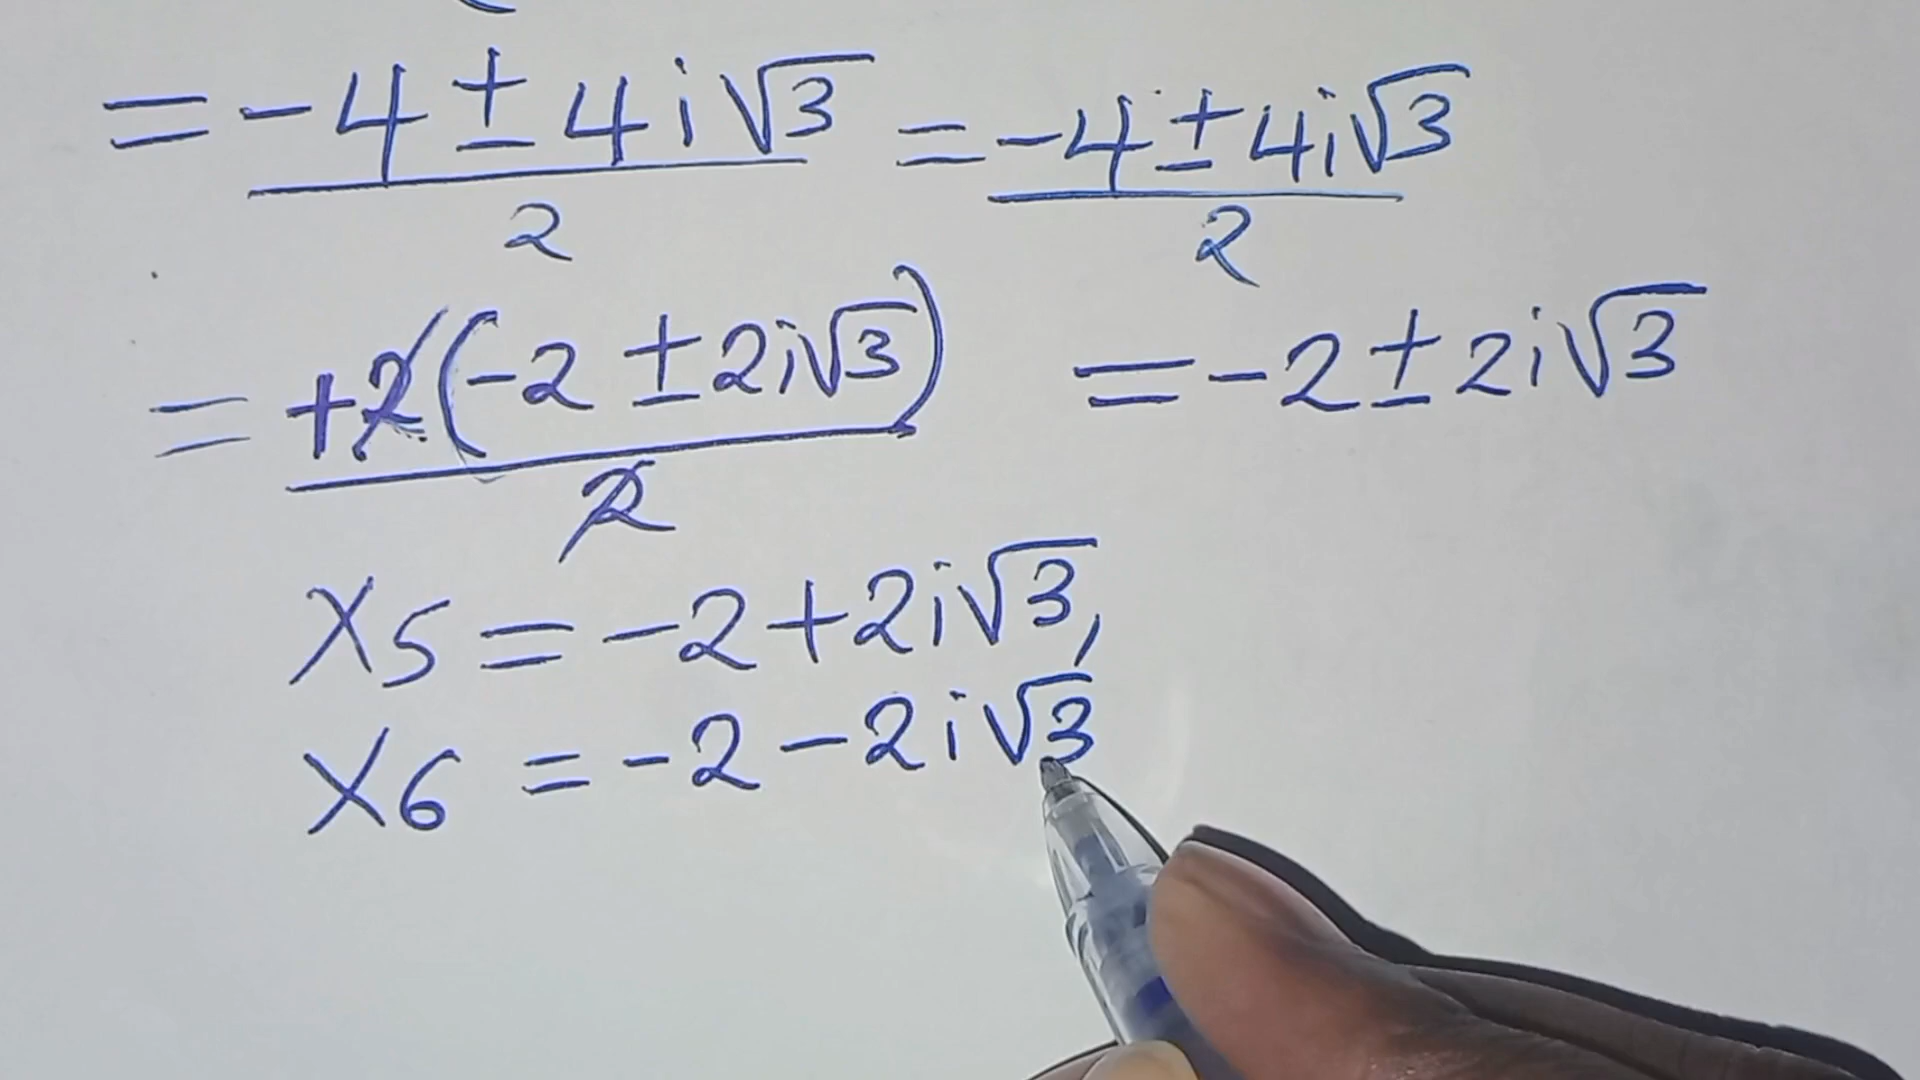 = -4 ± 4i√3 / 2 = -4 ± 4i√3 / 2
= +2(-2 ± 2i√3) / 2 = -2 ± 2i√3
x5 = -2 + 2i√3,
x6 = -2 - 2i√3